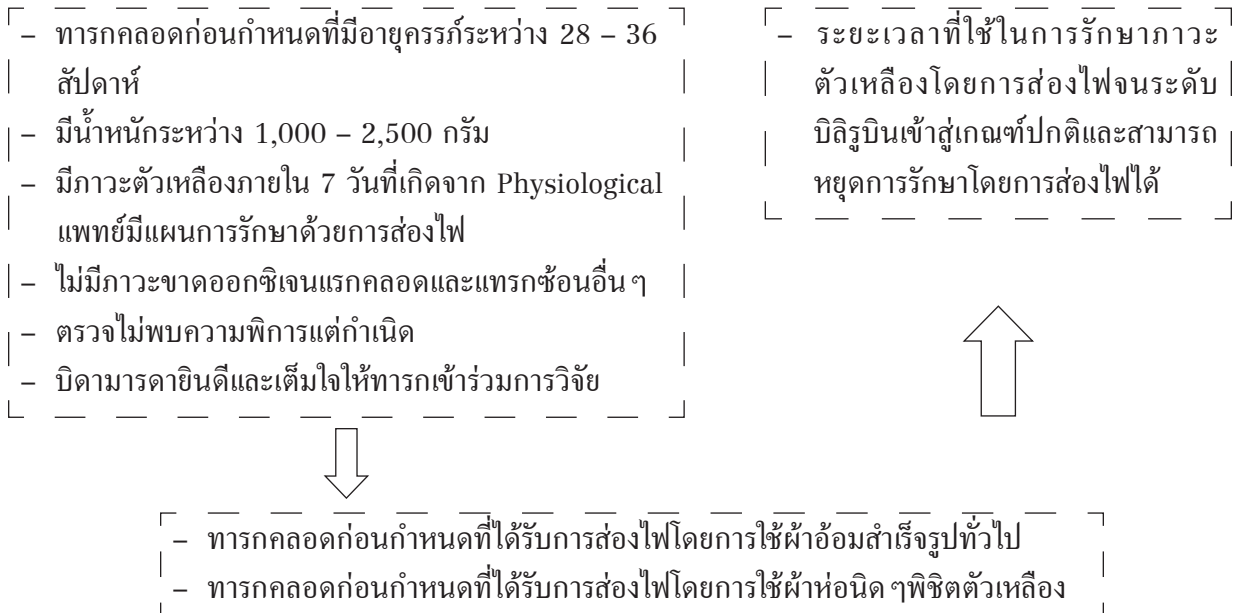 – ทารกคลอดก่อนกำหนดที่มีอายุครรภ์ระหว่าง 28 – 36
สัปดาห์
– มีน้ำหนักระหว่าง 1,000 – 2,500 กรัม
– มีภาวะตัวเหลืองภายใน 7 วันที่เกิดจาก Physiological
แพทย์มีแผนการรักษาด้วยการส่องไฟ
– ไม่มีภาวะขาดออกซิเจนแรกคลอดและแทรกซ้อนอื่น ๆ
– ตรวจไม่พบความพิการแต่กำเนิด
– บิดามารดายินดีและเต็มใจให้ทารกเข้าร่วมการวิจัย
– ระยะเวลาที่ใช้ในการรักษาภาวะ
ตัวเหลืองโดยการส่องไฟจนระดับ
บิลิรูบินเข้าสู่เกณฑ์ปกติและสามารถ
หยุดการรักษาโดยการส่องไฟได้
– ทารกคลอดก่อนกำหนดที่ได้รับการส่องไฟโดยการใช้ผ้าอ้อมสำเร็จรูปทั่วไป
– ทารกคลอดก่อนกำหนดที่ได้รับการส่องไฟโดยการใช้ผ้าห่อนิด ๆพิชิตตัวเหลือง